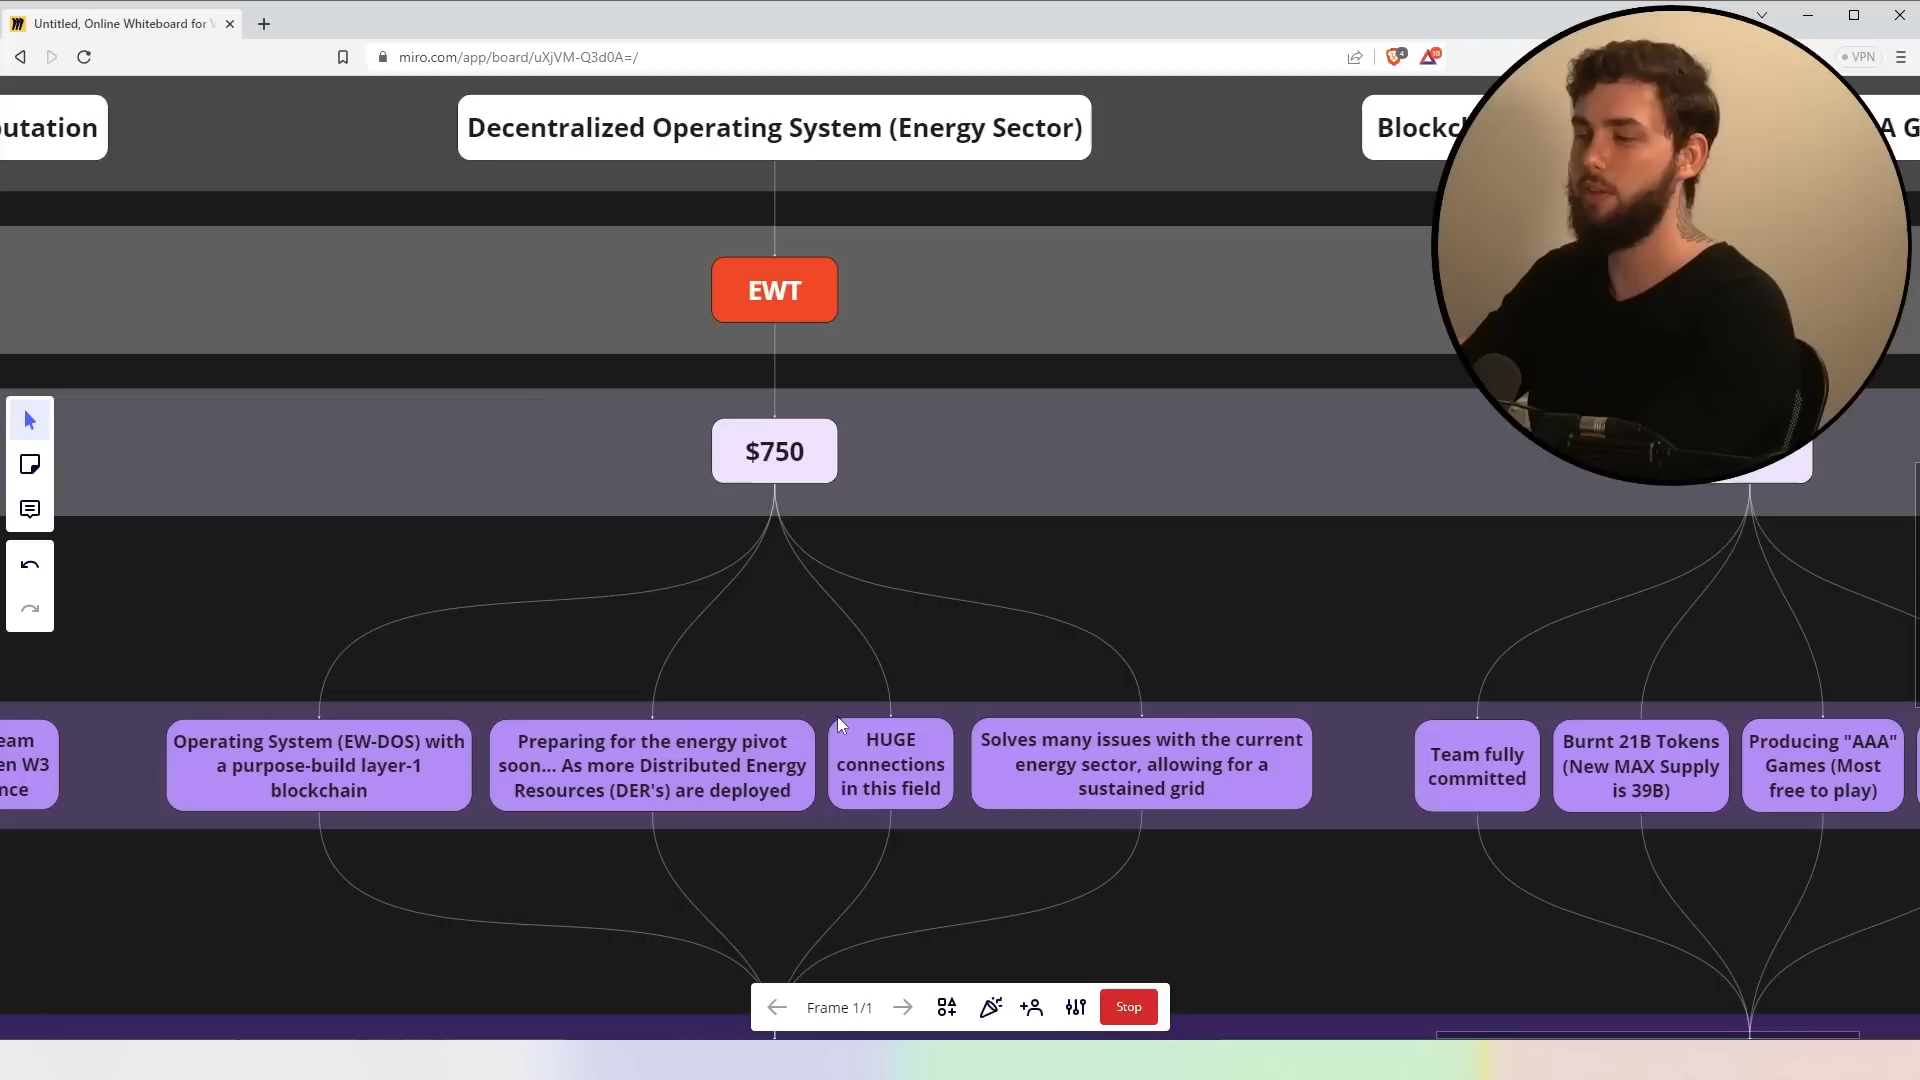 Untitled, Online Whiteboard for
miro.com/app/board/uXjVM-Q3d0A=/
4
10
VPN
putation
Decentralized Operating System (Energy Sector)
Blockc
A G
EWT
$750
eam
en W3
nce
Operating System (EW-DOS) with
a purpose-build layer-1
blockchain
Preparing for the energy pivot
soon... As more Distributed Energy
Resources (DER's) are deployed
HUGE
connections
in this field
Solves many issues with the current
energy sector, allowing for a
sustained grid
Team fully
committed
Burnt 21B Tokens
(New MAX Supply
is 39B)
Producing "AAA"
Games (Most
free to play)
Frame 1/1
Stop